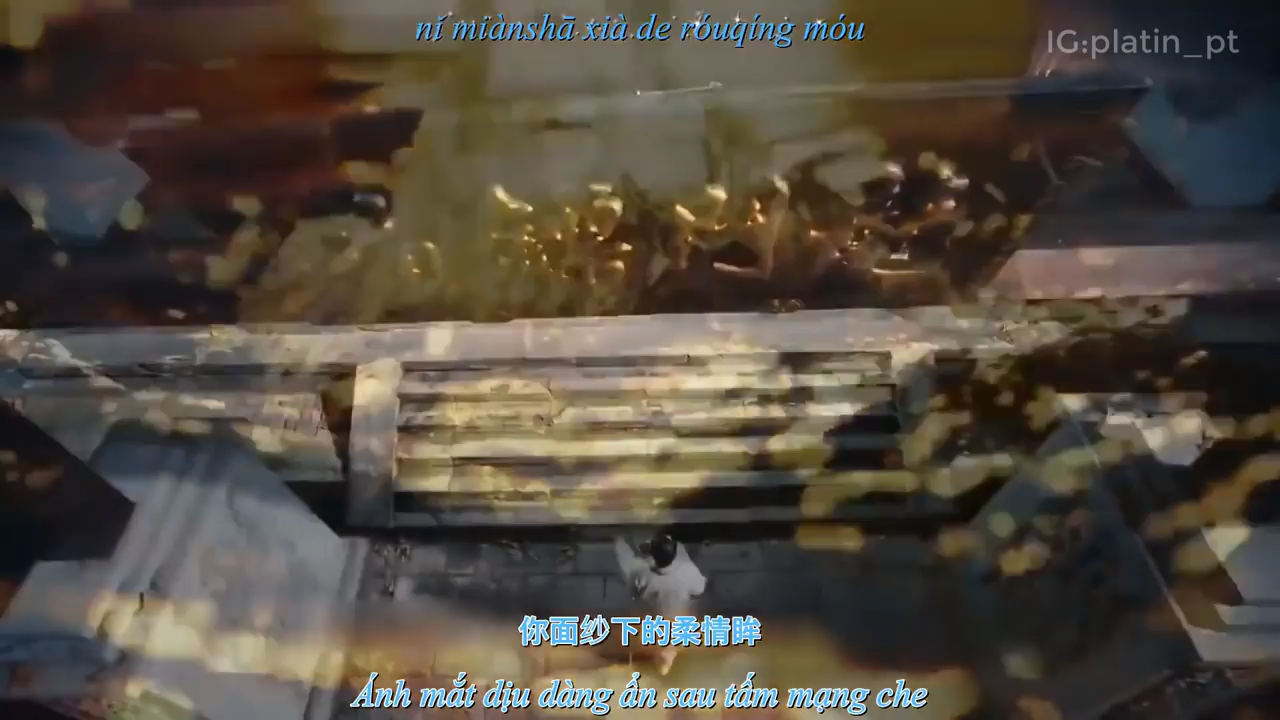 nǐ miànshā xià de róuqíng móu
IG:platin_pt
你面纱下的柔情眸
Ánh mắt dịu dàng ẩn sau tấm mạng che